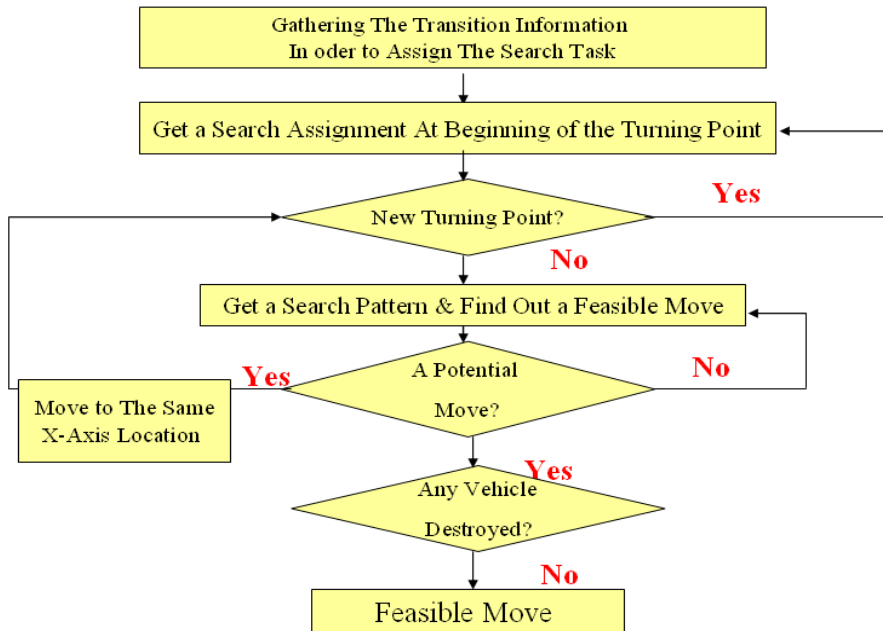 Gathering The Transition Information
In oder to Assign The Search Task
Get a Search Assignment At Beginning of the Turning Point
New Turning Point?
Yes
No
Get a Search Pattern & Find Out a Feasible Move
A Potential
Move?
Yes
No
Move to The Same
X-Axis Location
Yes
Any Vehicle
Destroyed?
No
Feasible Move